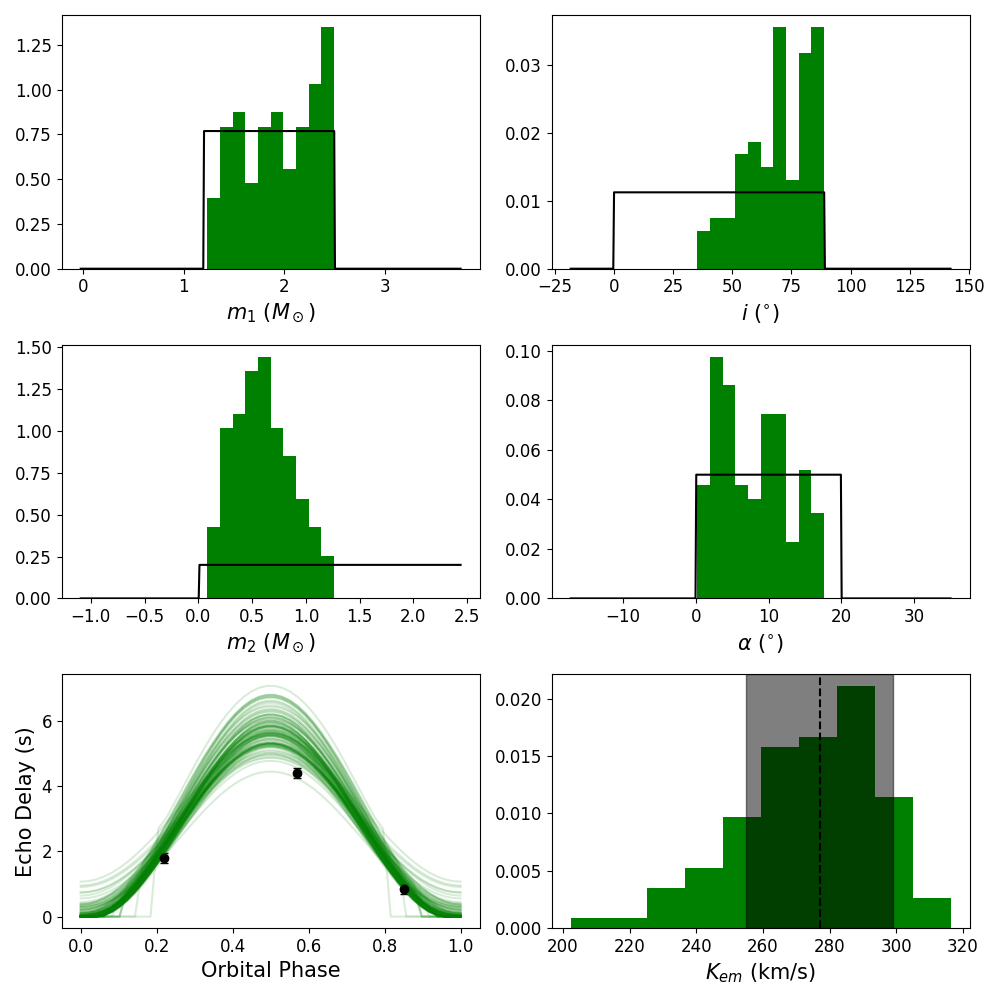 1.25
1.00
0.75
0.50
0.25
0.00
0 1 2 3
m₁ (M⊙)
0.03
0.02
0.01
0.00
−25 0 25 50 75 100 125 150
i (°)
1.50
1.25
1.00
0.75
0.50
0.25
0.00
−1.0 −0.5 0.0 0.5 1.0 1.5 2.0 2.5
m₂ (M⊙)
0.10
0.08
0.06
0.04
0.02
0.00
−10 0 10 20 30
α (°)
Echo Delay (s)
6
4
2
0
0.0 0.2 0.4 0.6 0.8 1.0
Orbital Phase
0.020
0.015
0.010
0.005
0.000
200 220 240 260 280 300 320
Kₑₘ (km/s)